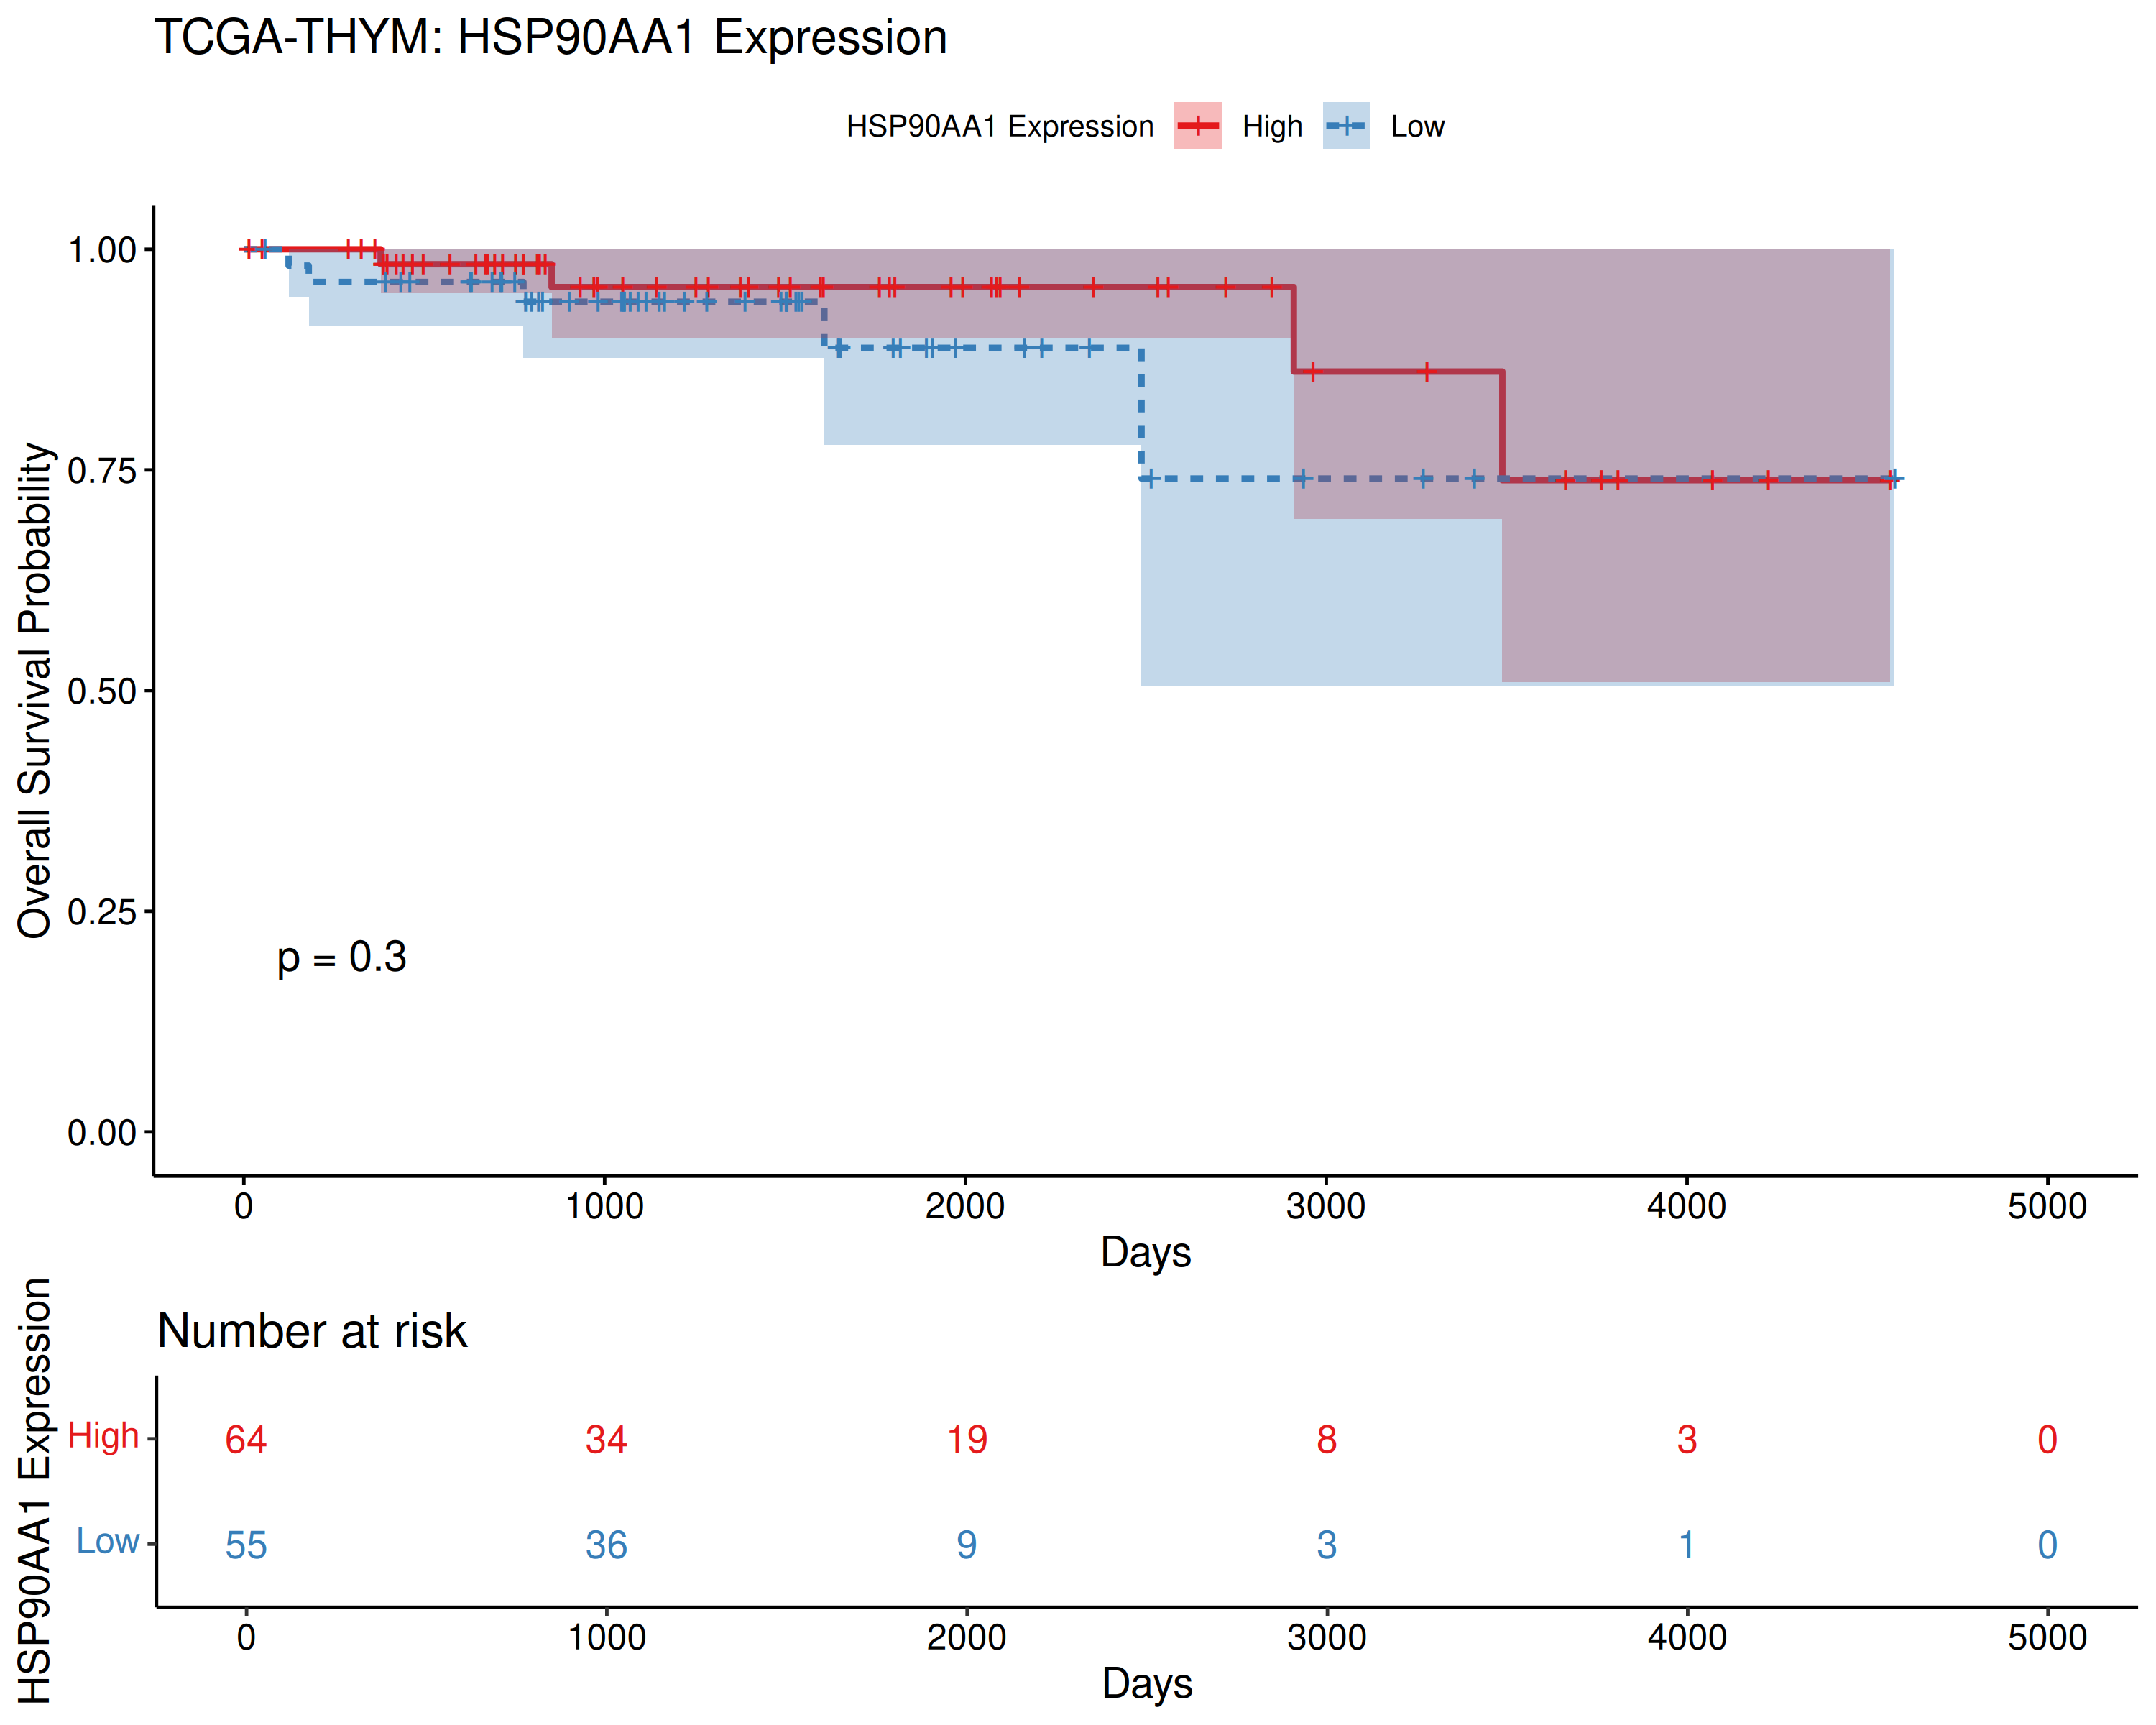 TCGA-THYM: HSP90AA1 Expression
HSP90AA1 Expression High Low
Overall Survival Probability
1.00
0.75
0.50
0.25
0.00
p = 0.3
0 1000 2000 3000 4000 5000
Days
Number at risk
HSP90AA1 Expression
High 64 34 19 8 3 0
Low 55 36 9 3 1 0
0 1000 2000 3000 4000 5000
Days